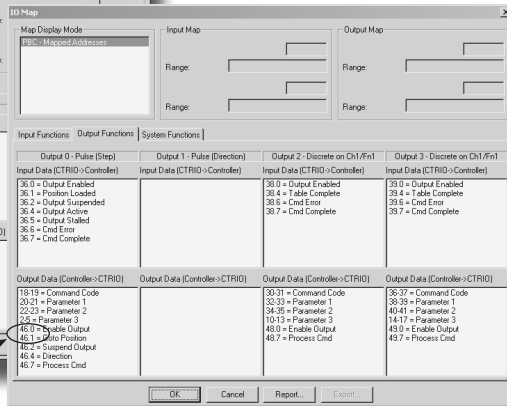 IO Map
Map Display Mode
PBC - Mapped Addresses
Input Map
Range:
Range:
Output Map
Range:
Range:
Input Functions Output Functions System Functions
Output 0 - Pulse (Step)
Output 1 - Pulse (Direction)
Output 2 - Discrete on Ch1/Fn1
Output 3 - Discrete on Ch1/Fn1
Input Data (CTRIO->Controller)
36.0 = Output Enabled
36.1 = Position Loaded
36.2 = Output Suspended
36.4 = Output Active
36.5 = Output Stalled
36.6 = Cmd Error
36.7 = Cmd Complete
Input Data (CTRIO->Controller)
Input Data (CTRIO->Controller)
38.0 = Output Enabled
38.4 = Table Complete
38.6 = Cmd Error
38.7 = Cmd Complete
Input Data (CTRIO->Controller)
39.0 = Output Enabled
39.4 = Table Complete
39.6 = Cmd Error
39.7 = Cmd Complete
Output Data (Controller->CTRIO)
18-19 = Command Code
20-21 = Parameter 1
22-23 = Parameter 2
2-5 = Parameter 3
46.0 = Enable Output
46.1 = Goto Position
46.2 = Suspend Output
46.4 = Direction
46.7 = Process Cmd
Output Data (Controller->CTRIO)
Output Data (Controller->CTRIO)
30-31 = Command Code
32-33 = Parameter 1
34-35 = Parameter 2
10-13 = Parameter 3
48.0 = Enable Output
48.7 = Process Cmd
Output Data (Controller->CTRIO)
36-37 = Command Code
38-39 = Parameter 1
40-41 = Parameter 2
14-17 = Parameter 3
49.0 = Enable Output
49.7 = Process Cmd
OK Cancel Report... Export...